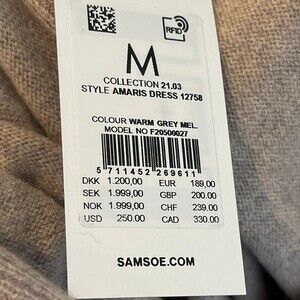 RFID
M
COLLECTION 21.03
STYLE AMARIS DRESS 12758
COLOUR WARM GREY MEL.
MODEL NO F20500027
5 711452 269611
DKK 1.200,00 EUR 189,00
SEK 1.999,00 GBP 200.00
NOK 1.999,00 CHF 239.00
USD 250.00 CAD 330.00
SAMSOE.COM